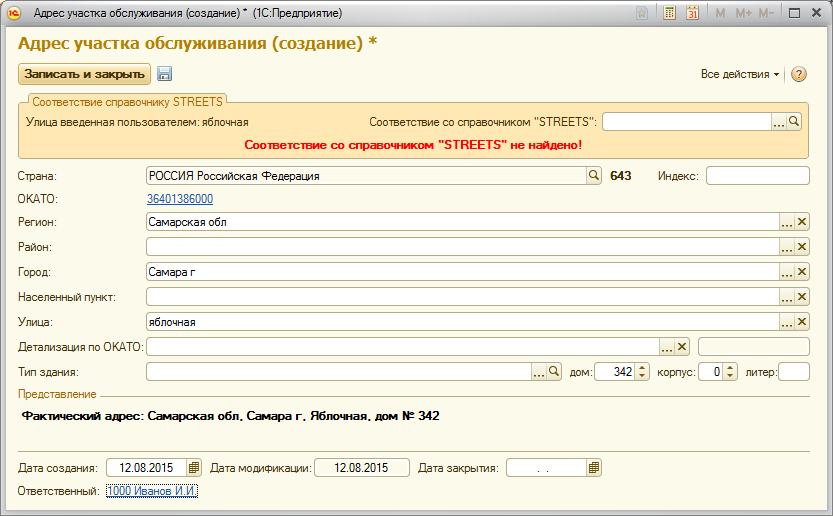 Адрес участка обслуживания (создание) * (1С:Предприятие)
M M+ M-
Адрес участка обслуживания (создание) *
Записать и закрыть Все действия ?
Соответствие справочнику STREETS
Улица введенная пользователем: яблочная Соответствие со справочником "STREETS": ...
Соответствие со справочником "STREETS" не найдено!
Страна: РОССИЯ Российская Федерация 643 Индекс:
ОКАТО: 36401386000
Регион: Самарская обл ...
Район: ...
Город: Самара г ...
Населенный пункт: ...
Улица: яблочная ...
Детализация по ОКАТО: ...
Тип здания: ... дом: 342 корпус: 0 литер:
Представление
Фактический адрес: Самарская обл, Самара г, Яблочная, дом № 342
Дата создания: 12.08.2015 Дата модификации: 12.08.2015 Дата закрытия: . .
Ответственный: 1000 Иванов И.И.